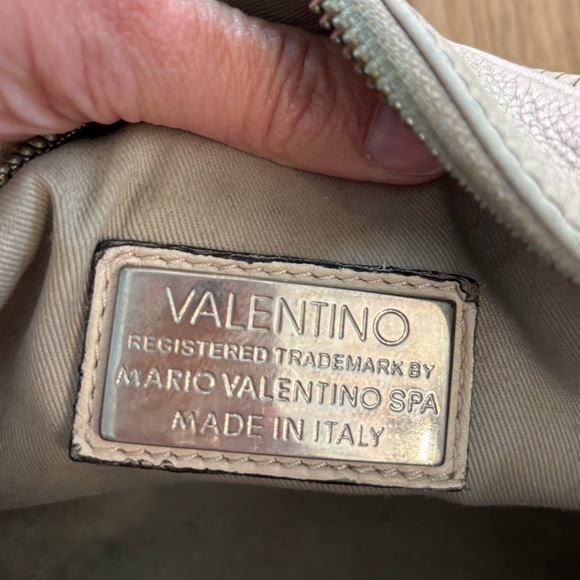 VALENTINO
REGISTERED TRADEMARK BY
MARIO VALENTINO SPA
MADE IN ITALY